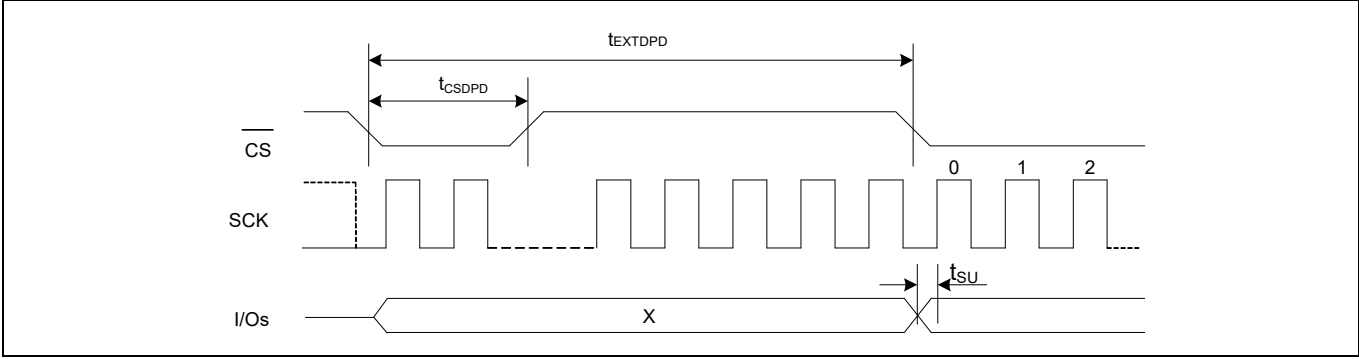 tEXTDPD
tCSDPD
CS
0 1 2
SCK
tSU
I/Os
X